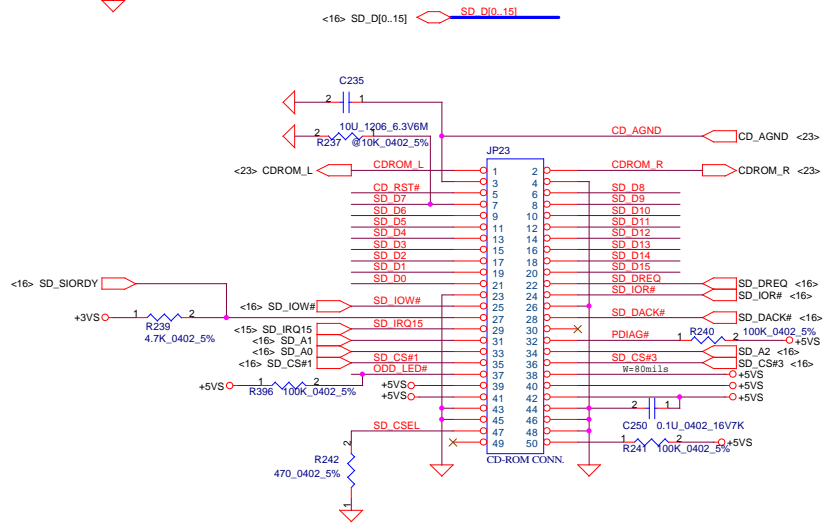 <16> SD_D[0..15] SD_D[0..15]
C235
2 1
10U_1206_6.3V6M
2 1
R237 @10K_0402_5%
CD_AGND CD_AGND <23>
JP23
<23> CDROM_L CDROM_L 1 2 CDROM_R CDROM_R <23>
3 4
CD_RST# 5 6 SD_D8
SD_D7 7 8 SD_D9
SD_D6 9 10 SD_D10
SD_D5 11 12 SD_D11
SD_D4 13 14 SD_D12
SD_D3 15 16 SD_D13
SD_D2 17 18 SD_D14
SD_D1 19 20 SD_D15
<16> SD_SIORDY SD_D0 21 22 SD_DREQ SD_DREQ <16>
23 24 SD_IOR# SD_IOR# <16>
<16> SD_IOW# SD_IOW# 25 26
+3VS 1 2 27 28 SD_DACK# SD_DACK# <16>
R239
4.7K_0402_5%
<15> SD_IRQ15 SD_IRQ15 29 30
<16> SD_A1 31 32 PDIAG# 1 R240 2 100K_0402_5% +5VS
<16> SD_A0 33 34 SD_A2 <16>
<16> SD_CS#1 SD_CS#1 35 36 SD_CS#3 SD_CS#3 <16>
ODD_LED# 37 38 W=80mils +5VS
+5VS 1 2 +5VS 39 40 +5VS
R396 100K_0402_5%
+5VS 41 42 +5VS
43 44 2 1
45 46 C250 0.1U_0402_16V7K
SD_CSEL 47 48
49 50 1 2 +5VS
R241 100K_0402_5%
CD-ROM CONN.
2
R242
470_0402_5%
1